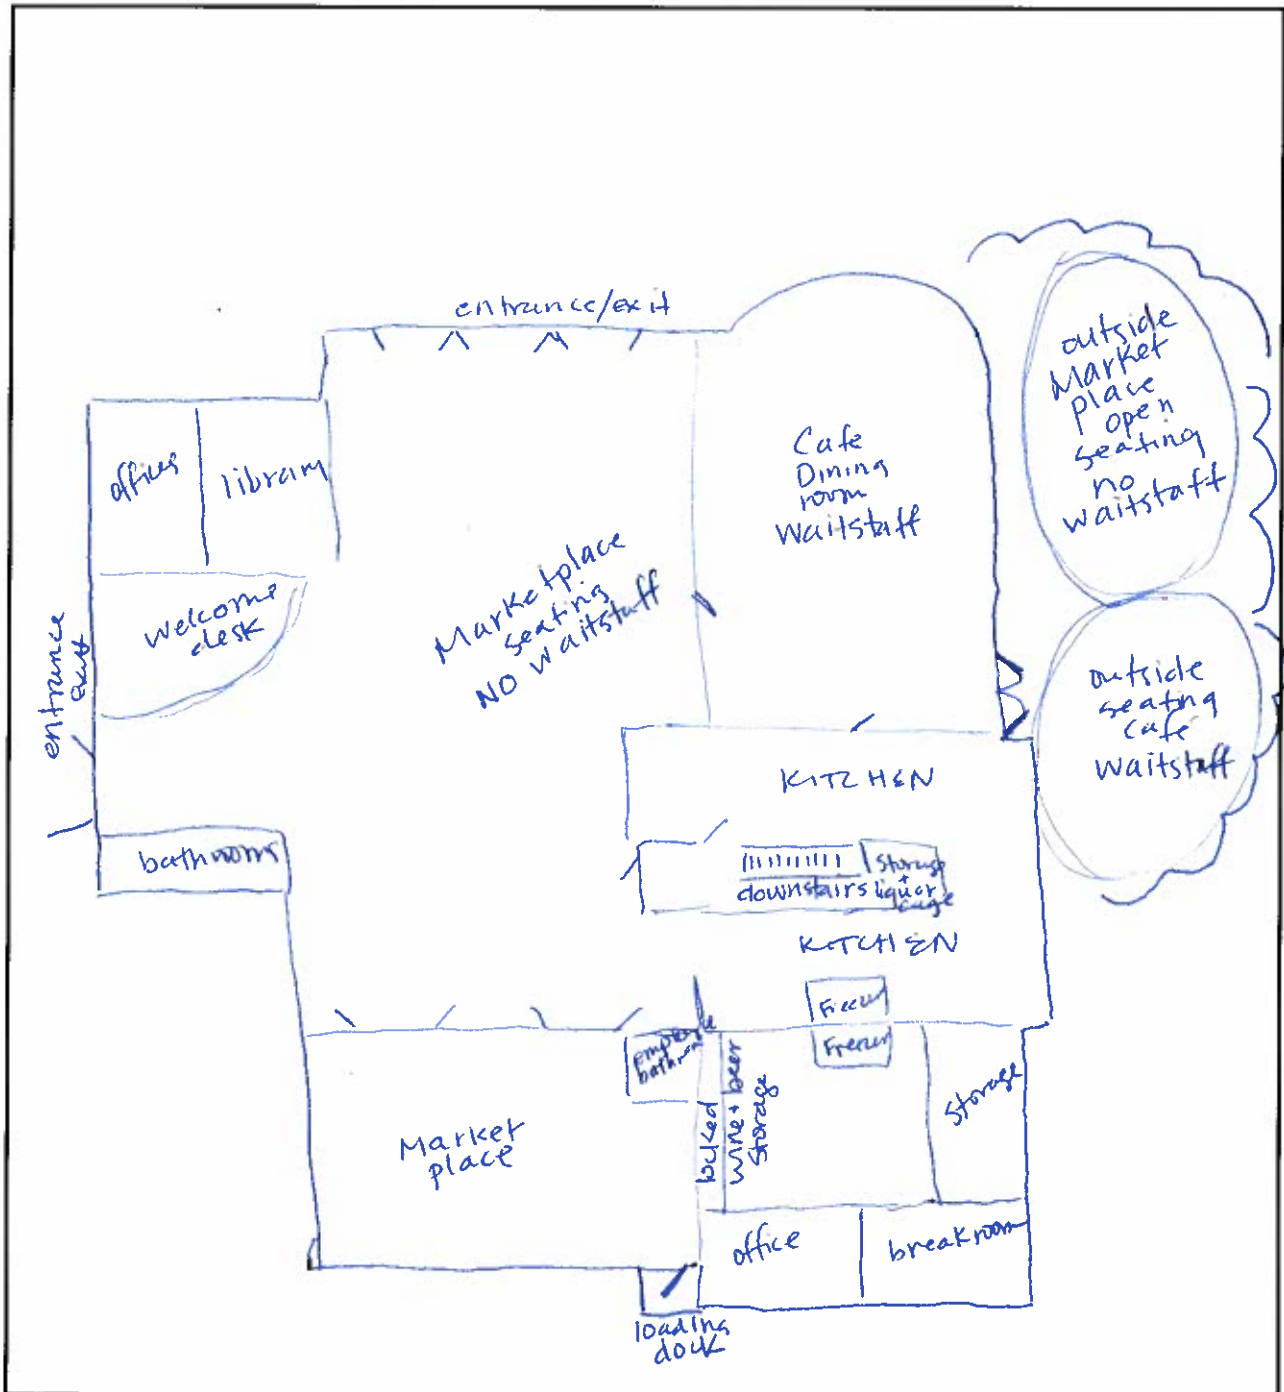 entrance/exit
outside
Market
place
open
seating
no
waitstaff
Cafe
Dining
room
Waitstaff
offices
library
Marketplace
seating
NO waitstaff
welcome
desk
entrance
exit
outside
seating
cafe
waitstaff
KITCHEN
bathrooms
storage
+
downstairs liquor
cage
KITCHEN
Freezer
Freezer
employee
bathroom
locked
wine + beer
storage
storage
Market
place
office
breakroom
loading
dock